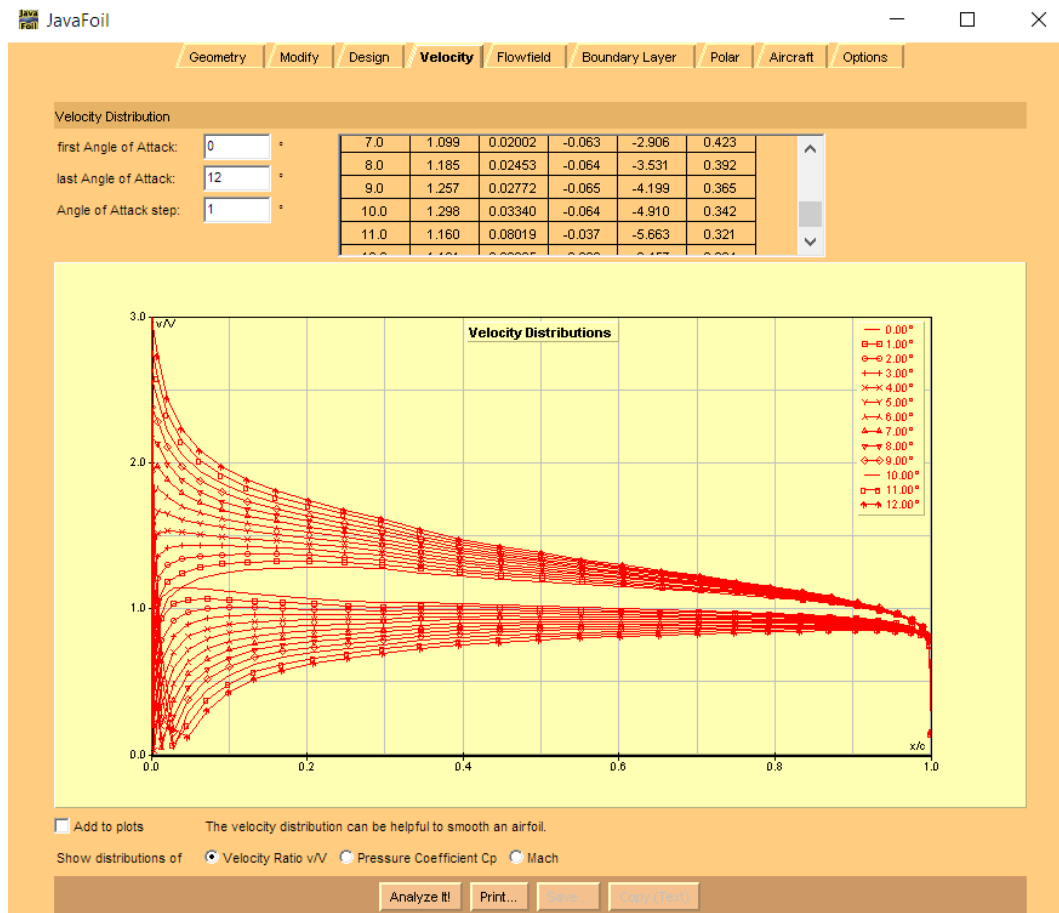 Java Foil JavaFoil
Geometry Modify Design Velocity Flowfield Boundary Layer Polar Aircraft Options
Velocity Distribution
first Angle of Attack: 0 °
last Angle of Attack: 12 °
Angle of Attack step: 1 °
7.0 1.099 0.02002 -0.063 -2.906 0.423
8.0 1.185 0.02453 -0.064 -3.531 0.392
9.0 1.257 0.02772 -0.065 -4.199 0.365
10.0 1.298 0.03340 -0.064 -4.910 0.342
11.0 1.160 0.08019 -0.037 -5.663 0.321
Velocity Distributions
v/V
3.0
2.0
1.0
0.0
0.0 0.2 0.4 0.6 0.8 1.0
x/c
0.00°
1.00°
2.00°
3.00°
4.00°
5.00°
6.00°
7.00°
8.00°
9.00°
10.00°
11.00°
12.00°
Add to plots The velocity distribution can be helpful to smooth an airfoil.
Show distributions of Velocity Ratio v/V Pressure Coefficient Cp Mach
Analyze It! Print... Save... Copy (Text)